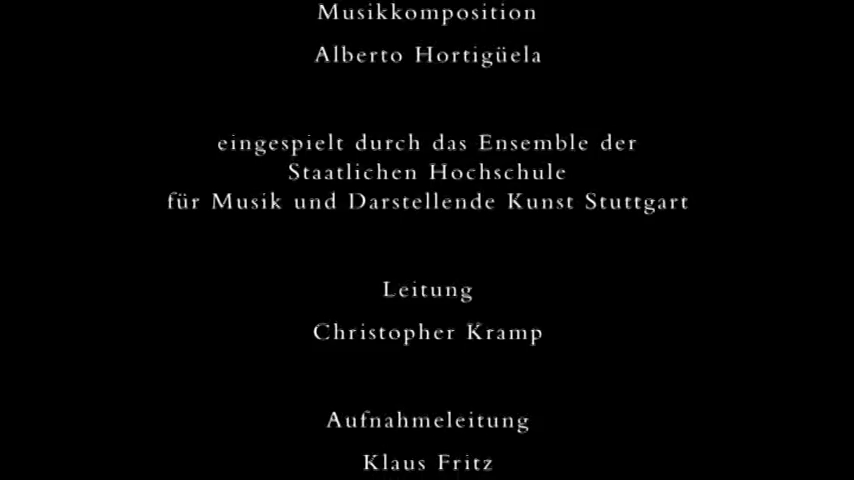 Musikkomposition
Alberto Hortigüela
eingespielt durch das Ensemble der
Staatlichen Hochschule
für Musik und Darstellende Kunst Stuttgart
Leitung
Christopher Kramp
Aufnahmeleitung
Klaus Fritz